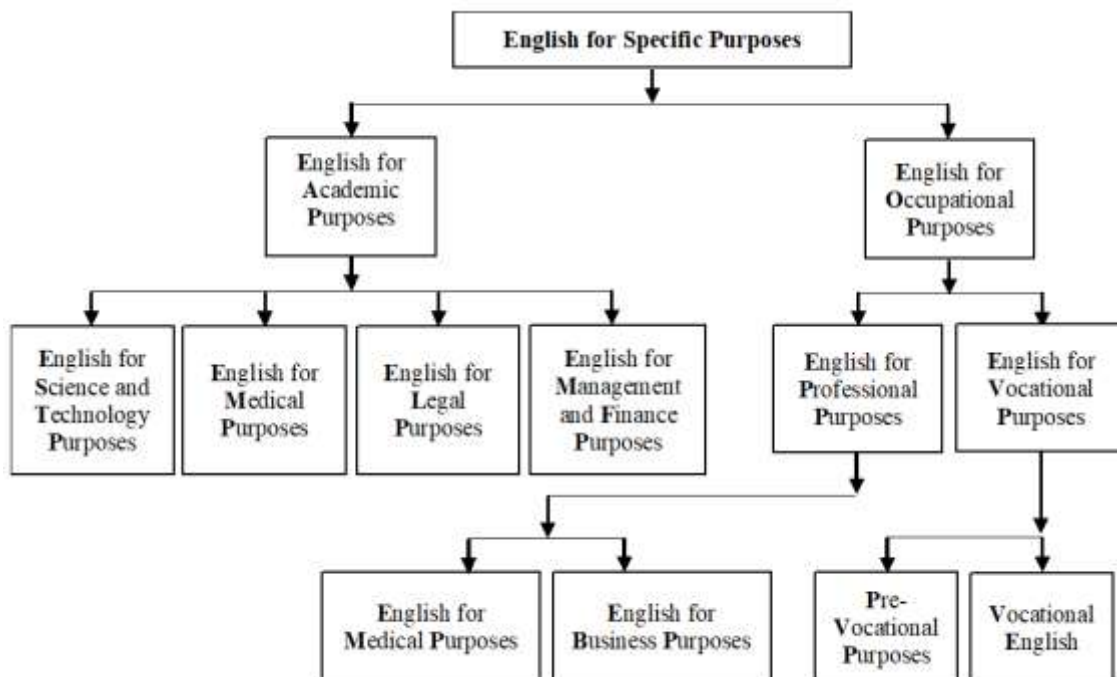 English for Specific Purposes
English for
Academic
Purposes
English for
Occupational
Purposes
English for
Science and
Technology
Purposes
English for
Medical
Purposes
English for
Legal
Purposes
English for
Management
and Finance
Purposes
English for
Professional
Purposes
English for
Vocational
Purposes
English for
Medical Purposes
English for
Business Purposes
Pre-
Vocational
Purposes
Vocational
English